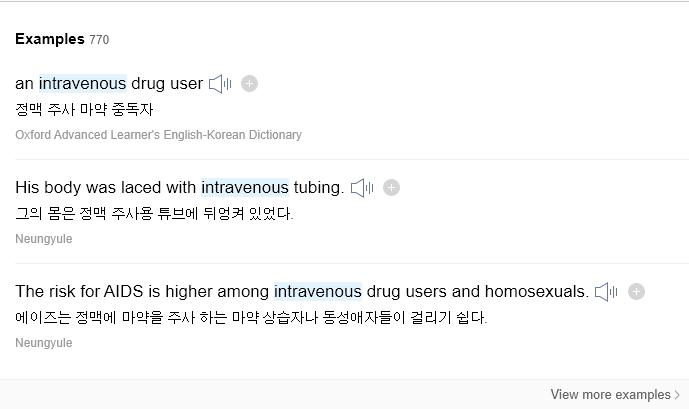 Examples 770
an intravenous drug user
정맥 주사 마약 중독자
Oxford Advanced Learner's English-Korean Dictionary
His body was laced with intravenous tubing.
그의 몸은 정맥 주사용 튜브에 뒤엉켜 있었다.
Neungyule
The risk for AIDS is higher among intravenous drug users and homosexuals.
에이즈는 정맥에 마약을 주사 하는 마약 상습자나 동성애자들이 걸리기 쉽다.
Neungyule
View more examples